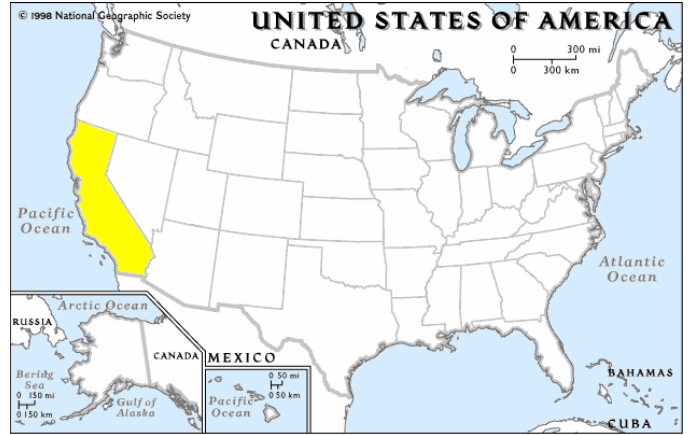 © 1998 National Geographic Society
UNITED STATES OF AMERICA
CANADA
0 300 mi
0 300 km
Pacific
Ocean
Atlantic
Ocean
Arctic Ocean
RUSSIA
CANADA
MEXICO
Bering
Sea
0 150 mi
0 150 km
Gulf of
Alaska
0 50 mi
0 50 km
Pacific
Ocean
BAHAMAS
CUBA